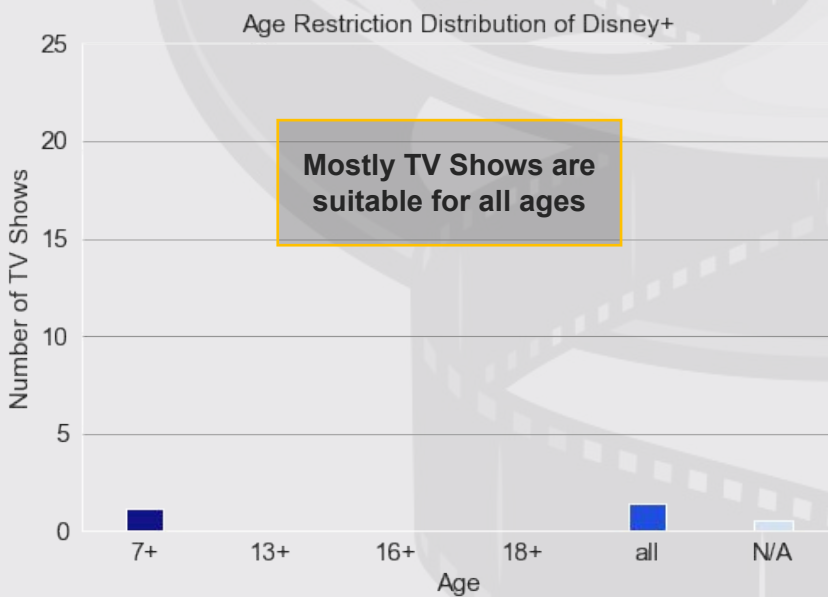 Age Restriction Distribution of Disney+
25
20
15
10
5
0
Number of TV Shows
Mostly TV Shows are
suitable for all ages
7+ 13+ 16+ 18+ all N/A
Age